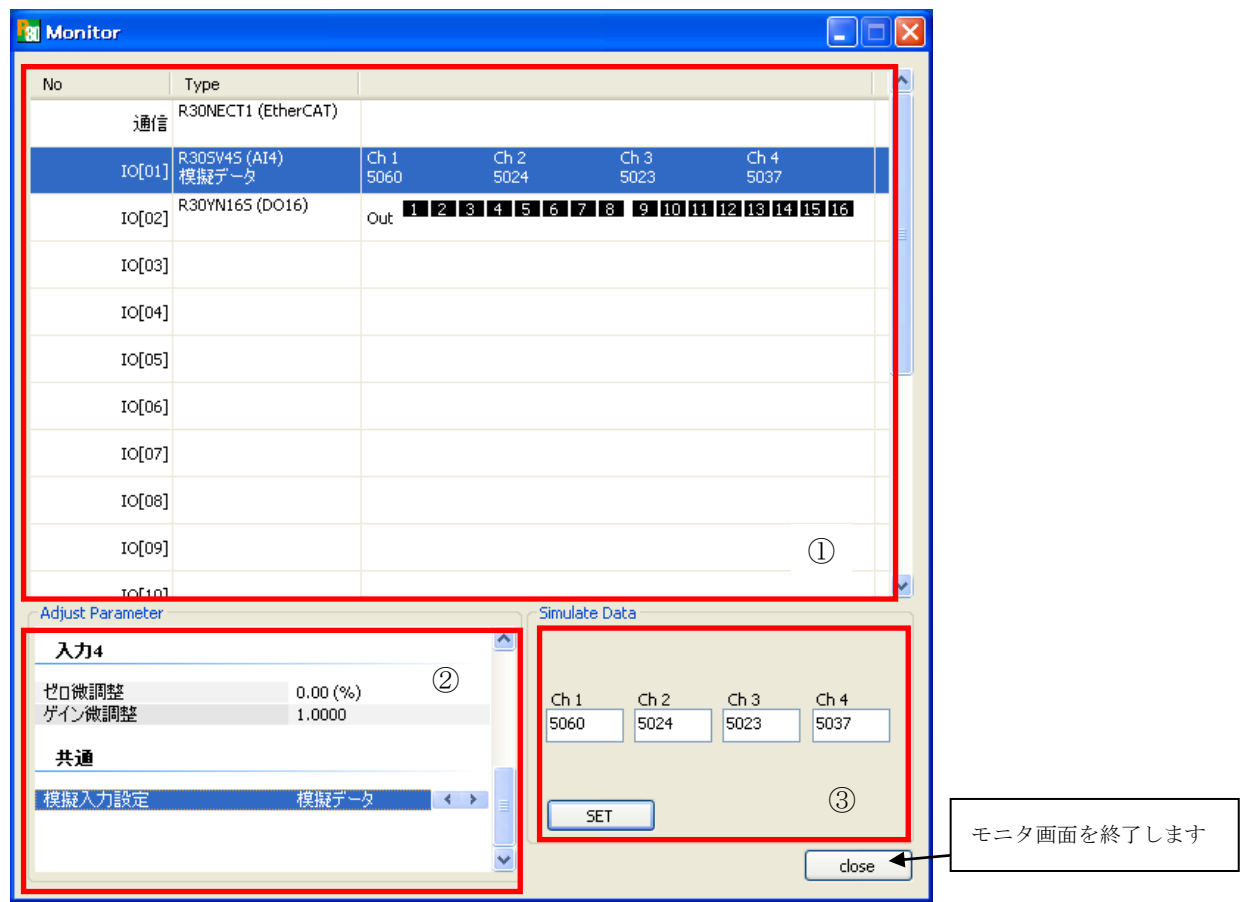 Monitor
No Type
通信 R30NECT1 (EtherCAT)
IO[01] R30SV4S (AI4) Ch 1 Ch 2 Ch 3 Ch 4
模擬データ 5060 5024 5023 5037
IO[02] R30YN16S (DO16) Out 1 2 3 4 5 6 7 8 9 10 11 12 13 14 15 16
IO[03]
IO[04]
IO[05]
IO[06]
IO[07]
IO[08]
IO[09]
①
IO[10]
Adjust Parameter
入力4
②
ゼロ微調整 0.00 (%)
ゲイン微調整 1.0000
共通
模擬入力設定 模擬データ
Simulate Data
Ch 1 Ch 2 Ch 3 Ch 4
5060 5024 5023 5037
SET
③
close
モニタ画面を終了します